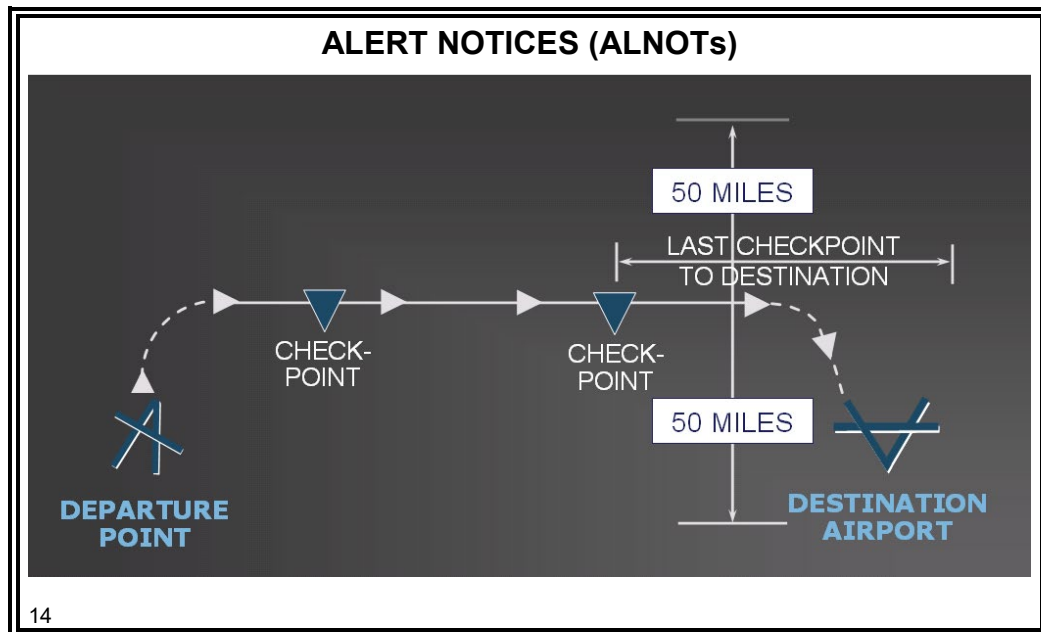 ALERT NOTICES (ALNOTs)
50 MILES
LAST CHECKPOINT
TO DESTINATION
CHECK-
POINT
CHECK-
POINT
50 MILES
DEPARTURE
POINT
DESTINATION
AIRPORT
14